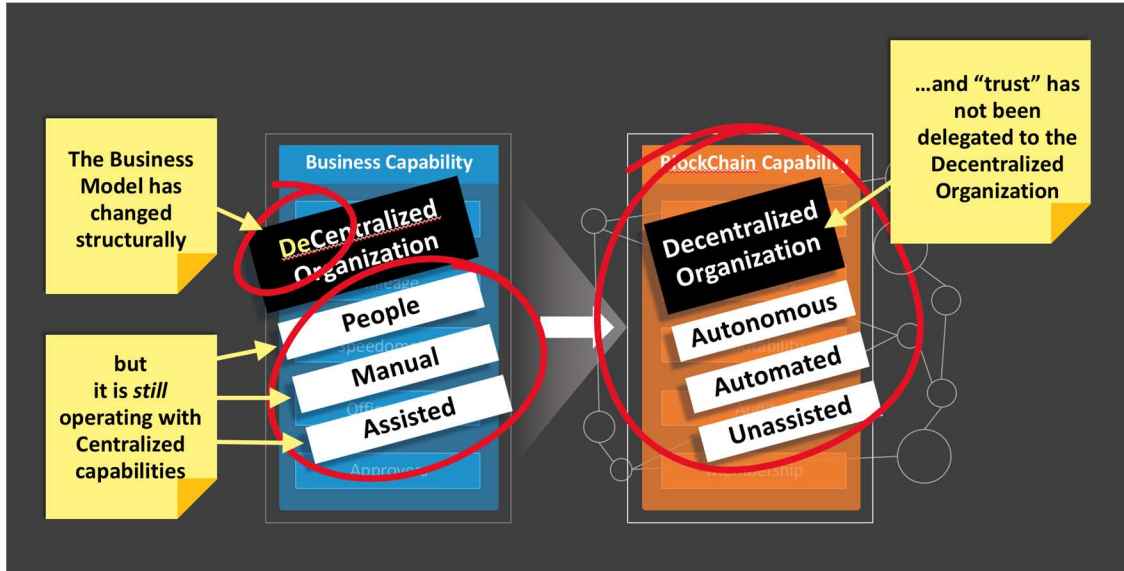 The Business
Model has
changed
structurally
but
it is still
operating with
Centralized
capabilities
Business Capability
DeCentralized
Organization
People
Manual
Assisted
Approvers
BlockChain Capability
Decentralized
Organization
Autonomous
Automated
Unassisted
Membership
…and “trust” has
not been
delegated to the
Decentralized
Organization